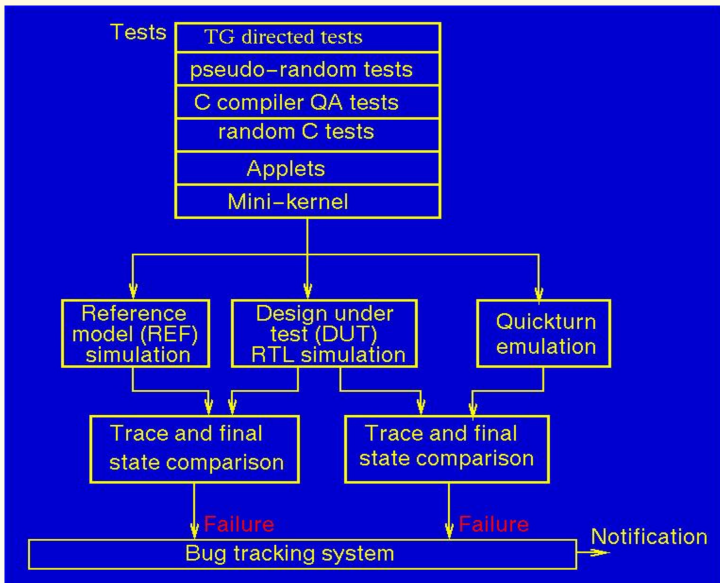 Tests
TG directed tests
pseudo-random tests
C compiler QA tests
random C tests
Applets
Mini-kernel
Reference
model (REF)
simulation
Design under
test (DUT)
RTL simulation
Quickturn
emulation
Trace and final
state comparison
Trace and final
state comparison
Failure
Failure
Notification
Bug tracking system